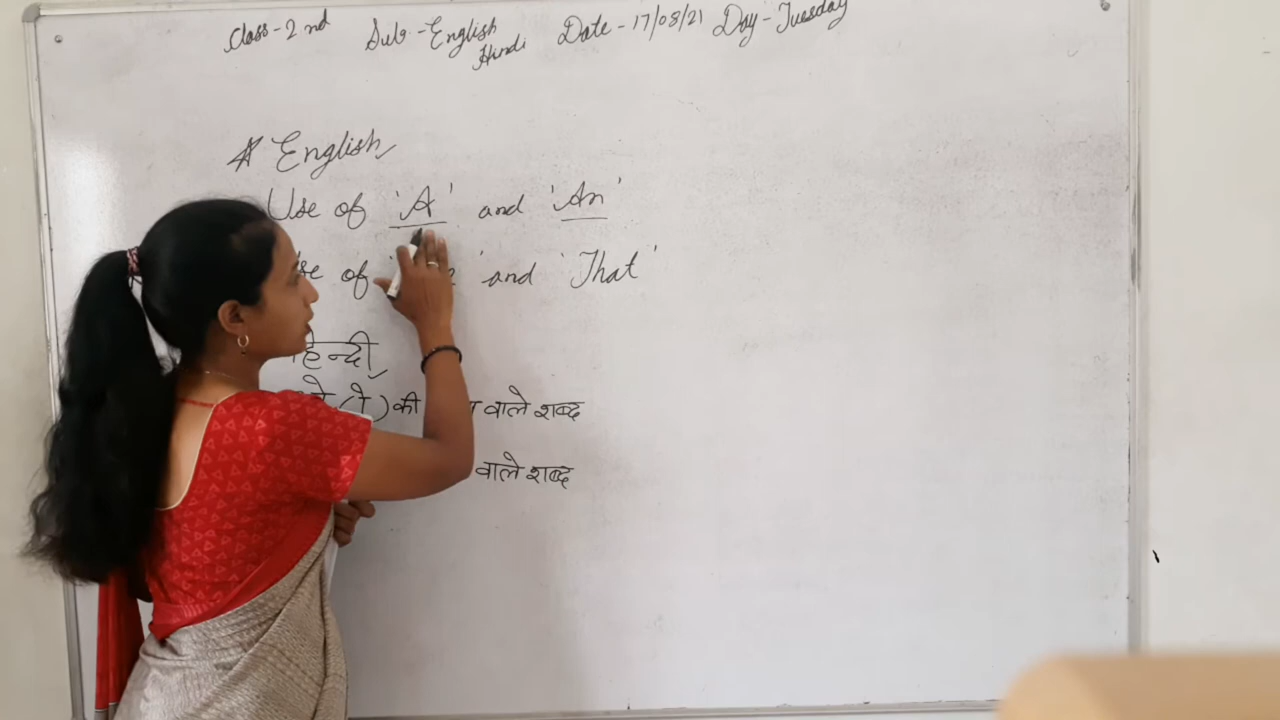 Class-2nd Sub-English Date-17/08/21 Day-Tuesday
Hindi
# English
Use of 'A' and 'An'
of and 'That'
हिन्दी
की वाले शब्द
वाले शब्द